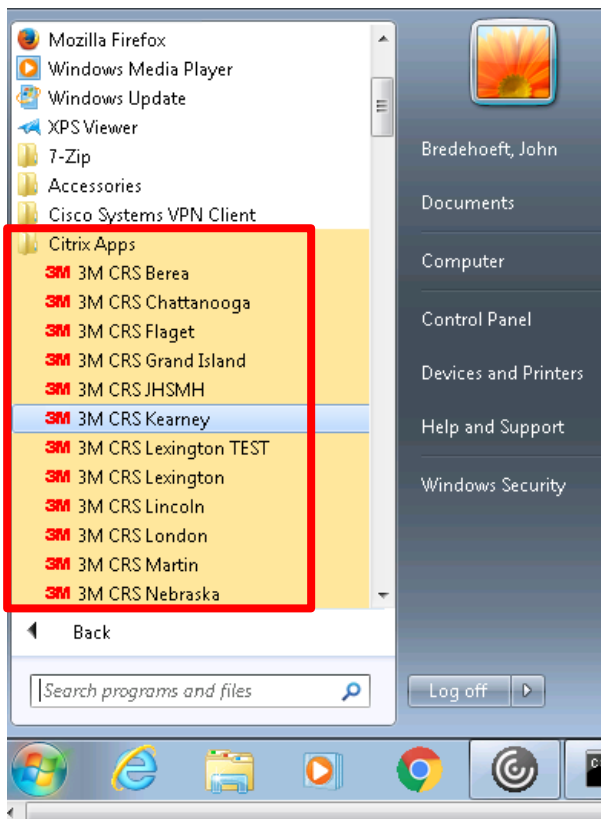 Mozilla Firefox
Windows Media Player
Windows Update
XPS Viewer
7-Zip
Accessories
Cisco Systems VPN Client
Citrix Apps
3M 3M CRS Berea
3M 3M CRS Chattanooga
3M 3M CRS Flaget
3M 3M CRS Grand Island
3M 3M CRS JHSMH
3M 3M CRS Kearney
3M 3M CRS Lexington TEST
3M 3M CRS Lexington
3M 3M CRS Lincoln
3M 3M CRS London
3M 3M CRS Martin
3M 3M CRS Nebraska
Back
Search programs and files
Bredehoeft, John
Documents
Computer
Control Panel
Devices and Printers
Help and Support
Windows Security
Log off